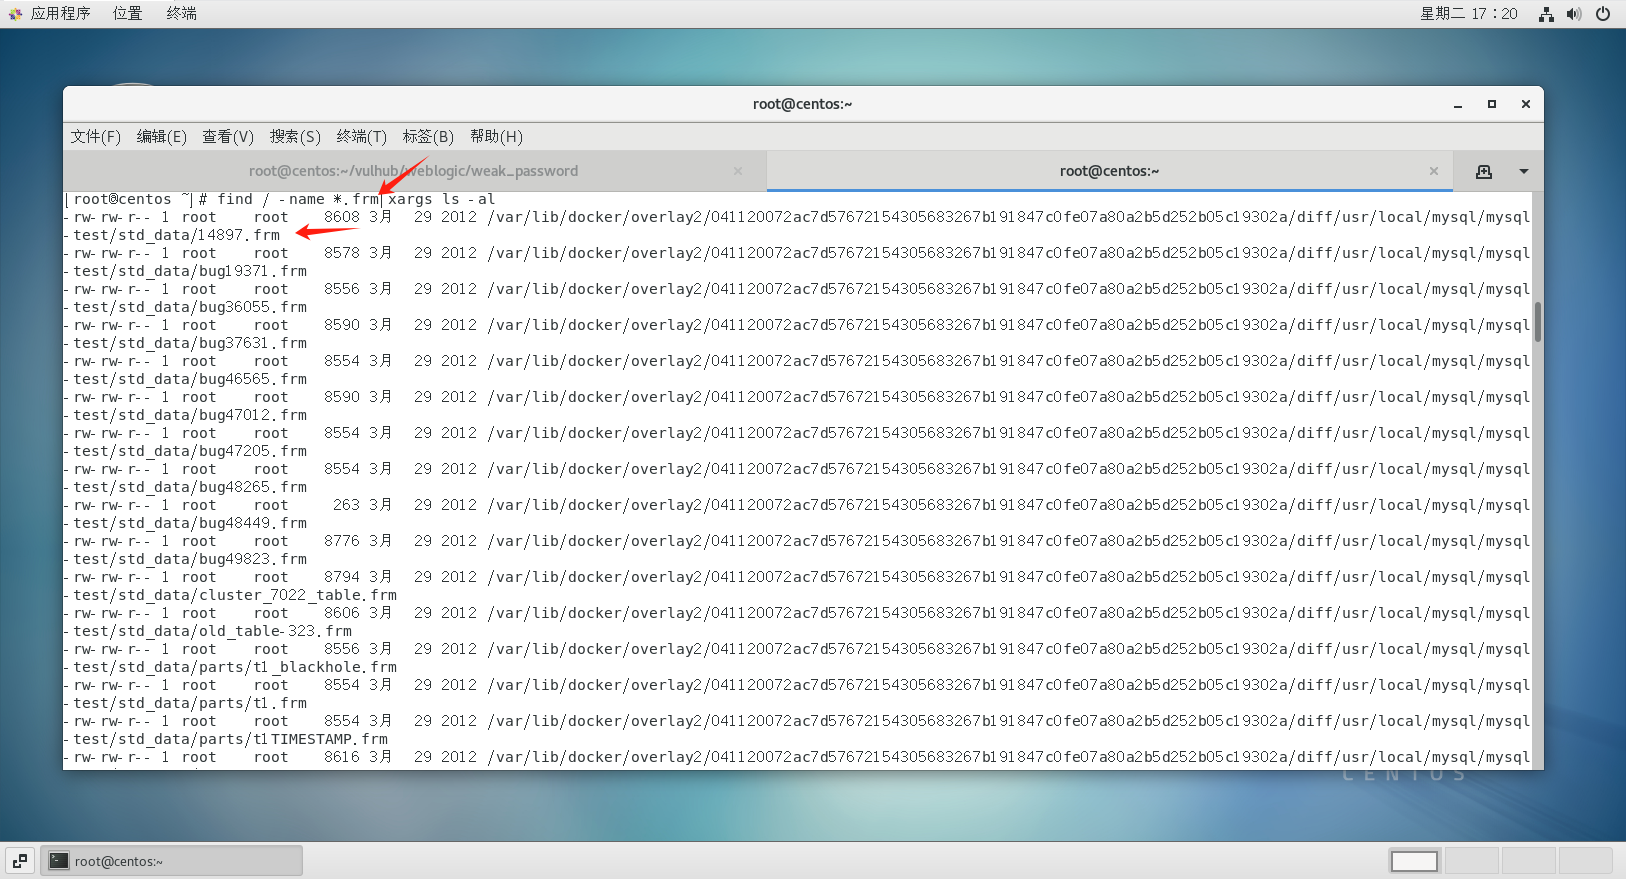 应用程序 位置 终端 星期二 17：20
root@centos:~
文件(F) 编辑(E) 查看(V) 搜索(S) 终端(T) 标签(B) 帮助(H)
root@centos:~/vulhub/weblogic/weak_password root@centos:~
[root@centos ~]# find / -name *.frm|xargs ls -al
-rw-rw-r-- 1 root root 8608 3月 29 2012 /var/lib/docker/overlay2/041120072ac7d57672154305683267b191847c0fe07a80a2b5d252b05c19302a/diff/usr/local/mysql/mysql
-test/std_data/14897.frm
-rw-rw-r-- 1 root root 8578 3月 29 2012 /var/lib/docker/overlay2/041120072ac7d57672154305683267b191847c0fe07a80a2b5d252b05c19302a/diff/usr/local/mysql/mysql
-test/std_data/bug19371.frm
-rw-rw-r-- 1 root root 8556 3月 29 2012 /var/lib/docker/overlay2/041120072ac7d57672154305683267b191847c0fe07a80a2b5d252b05c19302a/diff/usr/local/mysql/mysql
-test/std_data/bug36055.frm
-rw-rw-r-- 1 root root 8590 3月 29 2012 /var/lib/docker/overlay2/041120072ac7d57672154305683267b191847c0fe07a80a2b5d252b05c19302a/diff/usr/local/mysql/mysql
-test/std_data/bug37631.frm
-rw-rw-r-- 1 root root 8554 3月 29 2012 /var/lib/docker/overlay2/041120072ac7d57672154305683267b191847c0fe07a80a2b5d252b05c19302a/diff/usr/local/mysql/mysql
-test/std_data/bug46565.frm
-rw-rw-r-- 1 root root 8590 3月 29 2012 /var/lib/docker/overlay2/041120072ac7d57672154305683267b191847c0fe07a80a2b5d252b05c19302a/diff/usr/local/mysql/mysql
-test/std_data/bug47012.frm
-rw-rw-r-- 1 root root 8554 3月 29 2012 /var/lib/docker/overlay2/041120072ac7d57672154305683267b191847c0fe07a80a2b5d252b05c19302a/diff/usr/local/mysql/mysql
-test/std_data/bug47205.frm
-rw-rw-r-- 1 root root 8554 3月 29 2012 /var/lib/docker/overlay2/041120072ac7d57672154305683267b191847c0fe07a80a2b5d252b05c19302a/diff/usr/local/mysql/mysql
-test/std_data/bug48265.frm
-rw-rw-r-- 1 root root 263 3月 29 2012 /var/lib/docker/overlay2/041120072ac7d57672154305683267b191847c0fe07a80a2b5d252b05c19302a/diff/usr/local/mysql/mysql
-test/std_data/bug48449.frm
-rw-rw-r-- 1 root root 8776 3月 29 2012 /var/lib/docker/overlay2/041120072ac7d57672154305683267b191847c0fe07a80a2b5d252b05c19302a/diff/usr/local/mysql/mysql
-test/std_data/bug49823.frm
-rw-rw-r-- 1 root root 8794 3月 29 2012 /var/lib/docker/overlay2/041120072ac7d57672154305683267b191847c0fe07a80a2b5d252b05c19302a/diff/usr/local/mysql/mysql
-test/std_data/cluster_7022_table.frm
-rw-rw-r-- 1 root root 8606 3月 29 2012 /var/lib/docker/overlay2/041120072ac7d57672154305683267b191847c0fe07a80a2b5d252b05c19302a/diff/usr/local/mysql/mysql
-test/std_data/old_table-323.frm
-rw-rw-r-- 1 root root 8556 3月 29 2012 /var/lib/docker/overlay2/041120072ac7d57672154305683267b191847c0fe07a80a2b5d252b05c19302a/diff/usr/local/mysql/mysql
-test/std_data/parts/t1_blackhole.frm
-rw-rw-r-- 1 root root 8554 3月 29 2012 /var/lib/docker/overlay2/041120072ac7d57672154305683267b191847c0fe07a80a2b5d252b05c19302a/diff/usr/local/mysql/mysql
-test/std_data/parts/t1.frm
-rw-rw-r-- 1 root root 8554 3月 29 2012 /var/lib/docker/overlay2/041120072ac7d57672154305683267b191847c0fe07a80a2b5d252b05c19302a/diff/usr/local/mysql/mysql
-test/std_data/parts/t1TIMESTAMP.frm
-rw-rw-r-- 1 root root 8616 3月 29 2012 /var/lib/docker/overlay2/041120072ac7d57672154305683267b191847c0fe07a80a2b5d252b05c19302a/diff/usr/local/mysql/mysql
CENTOS
root@centos:~